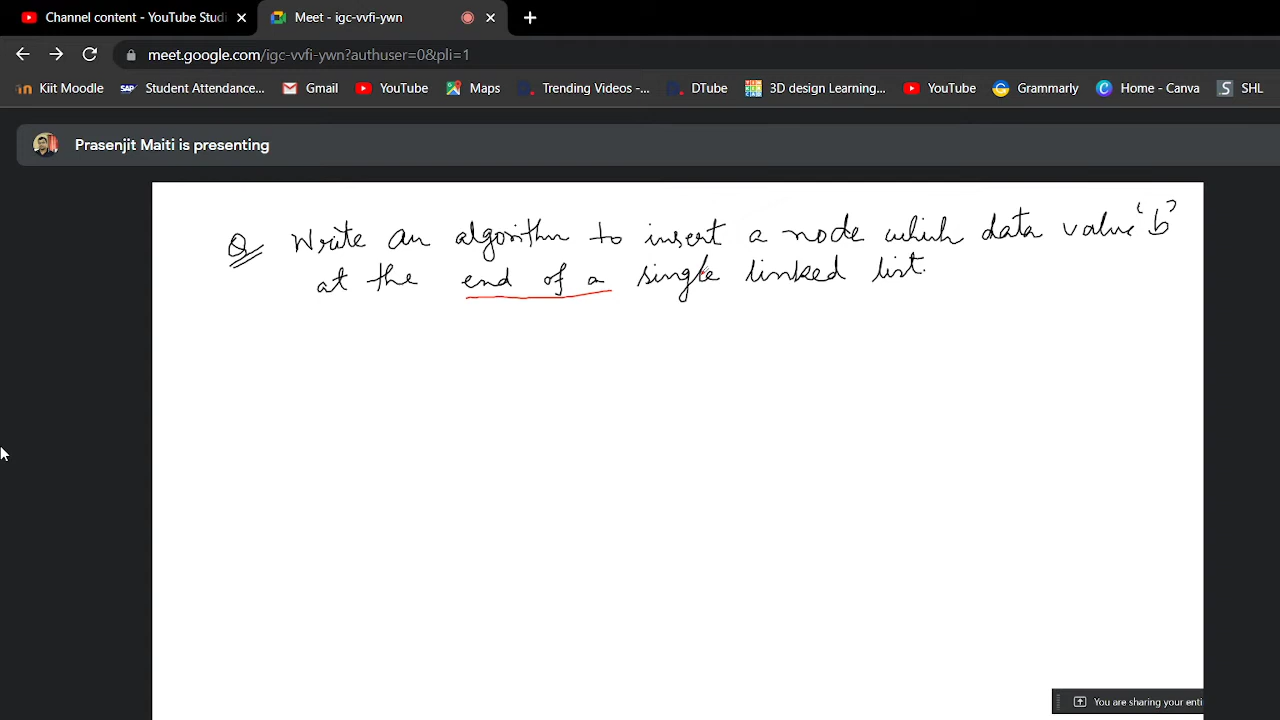 Channel content - YouTube Studi
Meet - igc-vvfi-ywn
meet.google.com/igc-vvfi-ywn?authuser=0&pli=1
Kiit Moodle Student Attendance... Gmail YouTube Maps Trending Videos -... DTube 3D design Learning... YouTube Grammarly Home - Canva SHL
Prasenjit Maiti is presenting
Q Write an algorithm to insert a node which data value 'b'
at the end of a single linked list.
You are sharing your enti